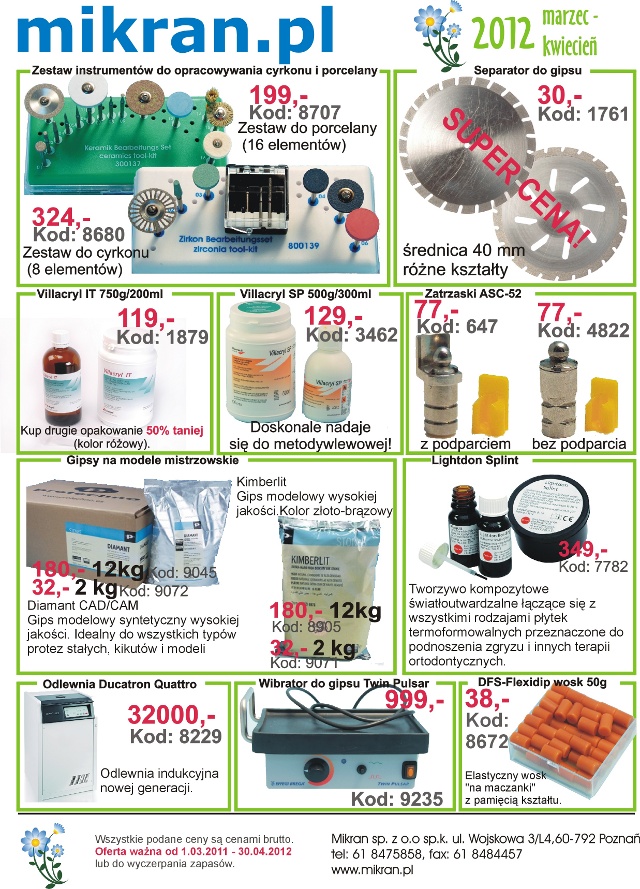 mikran.pl
2012 marzec -
kwiecień
Zestaw instrumentów do opracowywania cyrkonu i porcelany
199,-
Kod: 8707
Zestaw do porcelany
(16 elementów)
Keramik Bearbeitungs Set
ceramics tool-kit
300137
324,-
Kod: 8680
Zestaw do cyrkonu
(8 elementów)
Zirkon Bearbeitungsset
zirconia tool-kit
800139
Separator do gipsu
30,-
Kod: 1761
SUPER CENA!
średnica 40 mm
różne kształty
Villacryl IT 750g/200ml
119,-
Kod: 1879
Villacryl IT
Kup drugie opakowanie 50% taniej
(kolor różowy).
Villacryl SP 500g/300ml
129,-
Kod: 3462
Villacryl SP
Doskonale nadaje
się do metodywlewowej!
Zatrzaski ASC-52
77,-
Kod: 647
z podparciem
77,-
Kod: 4822
bez podparcia
Gipsy na modele mistrzowskie
Kimberlit
Gips modelowy wysokiej
jakości.Kolor złoto-brązowy
DIAMANT
DIAMANT
KIMBERLIT
180,- 12kg Kod: 9045
32,- 2 kg Kod: 9072
Diamant CAD/CAM
Gips modelowy syntetyczny wysokiej
jakości. Idealny do wszystkich typów
protez stałych, kikutów i modeli
180,- 12kg
Kod: 8905
32,- 2 kg
Kod: 9071
Lightdon Splint
349,-
Kod: 7782
Tworzywo kompozytowe
światłoutwardzalne łączące się z
wszystkimi rodzajami płytek
termoformowalnych przeznaczone do
podnoszenia zgryzu i innych terapii
ortodontycznych.
Odlewnia Ducatron Quattro
32000,-
Kod: 8229
Odlewnia indukcyjna
nowej generacji.
Wibrator do gipsu Twin Pulsar
999,-
Twin Pulsar
Kod: 9235
DFS-Flexidip wosk 50g
38,-
Kod:
8672
Elastyczny wosk
"na maczanki"
z pamięcią kształtu.
Wszystkie podane ceny są cenami brutto.
Oferta ważna od 1.03.2011 - 30.04.2012
lub do wyczerpania zapasów.
Mikran sp. z o.o sp.k. ul. Wojskowa 3/L4,60-792 Poznań
tel: 61 8475858, fax: 61 8484457
www.mikran.pl